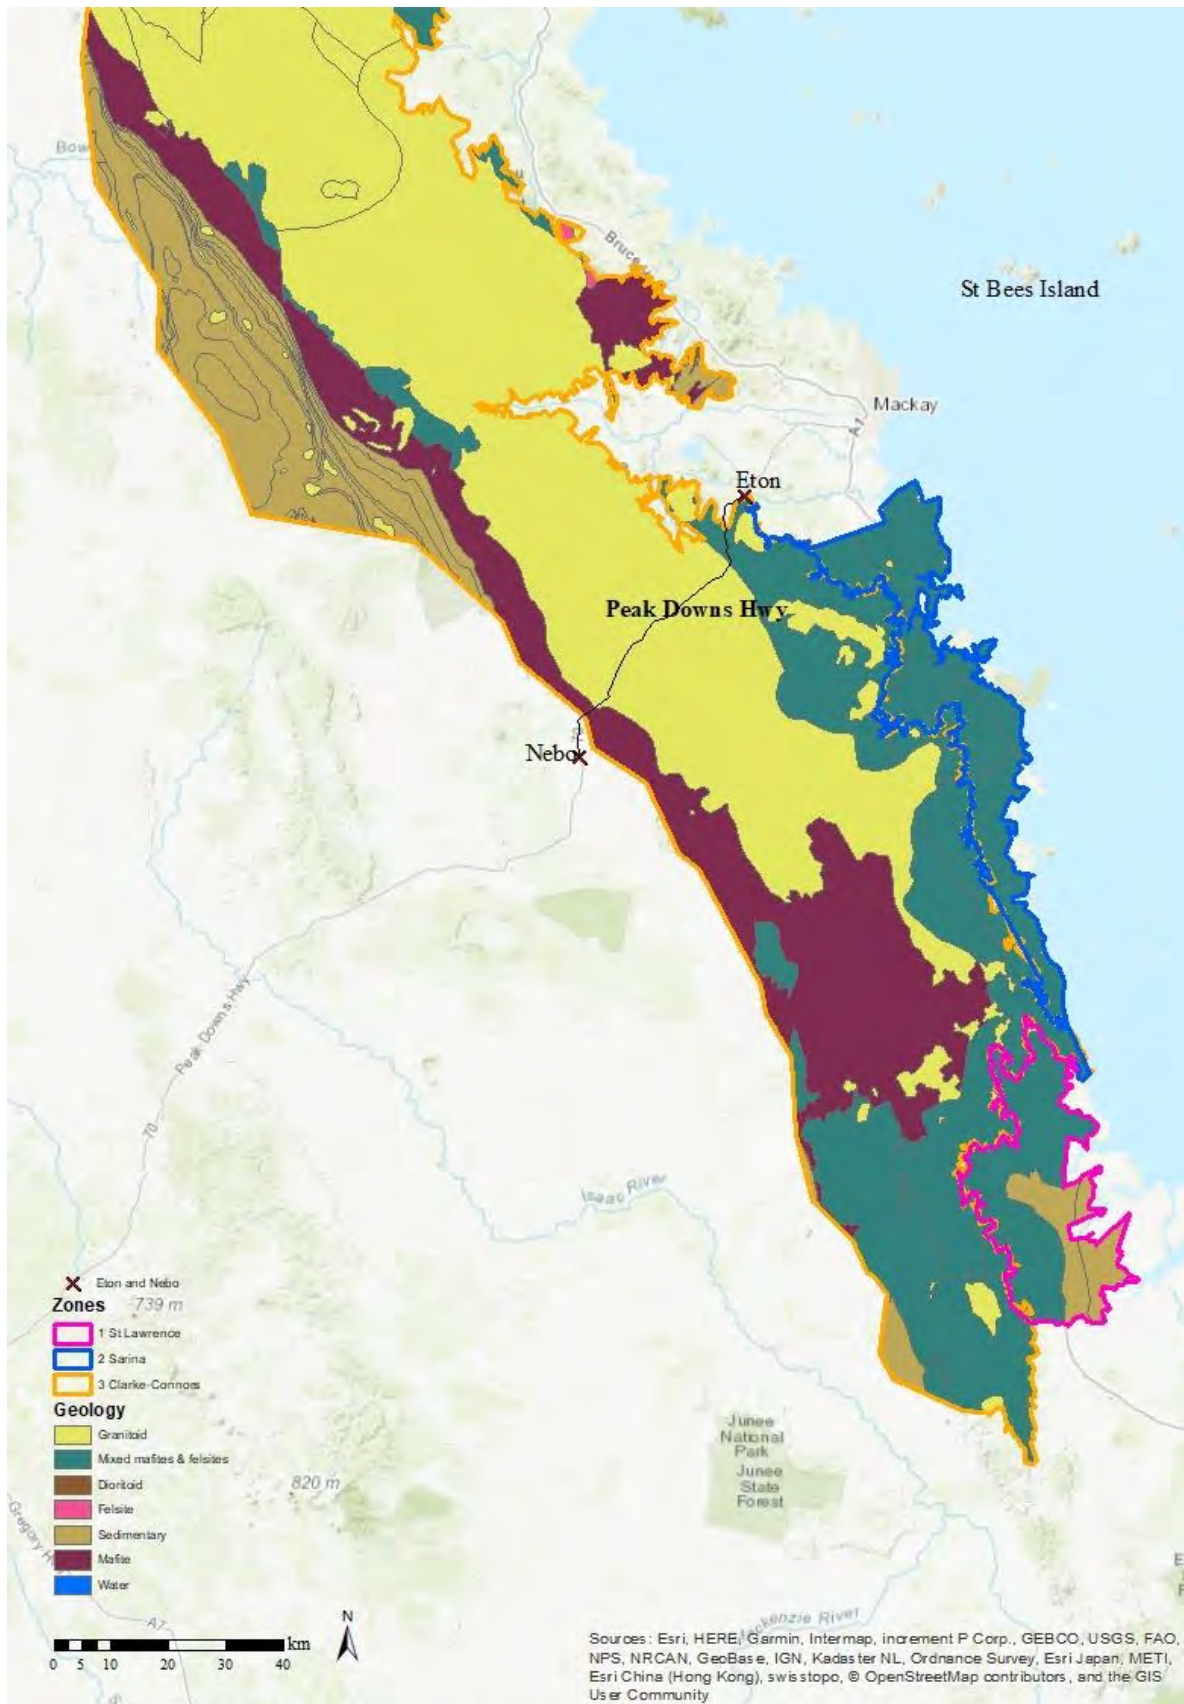 Bow
u
Bruce
St Bees Island
Mackay
A1
Eton
Peak Downs Hwy
Nebo
Peak-Downs-Hwy
70
Isaac River
Eton and Nebo
Zones
739 m
1 St Lawrence
2 Sarina
3 Clarke-Connors
Geology
Granitoid
Mixed mafites & felsites
Dioritoid
Felsite
Sedimentary
Mafite
Water
820 m
Junee
National
Park
Junee
State
Forest
Gregory H
A7
N
km
0 5 10 20 30 40
ackenzie River
E
Sources: Esri, HERE, Garmin, Intermap, increment P Corp., GEBCO, USGS, FAO,
NPS, NRCAN, GeoBase, IGN, Kadaster NL, Ordnance Survey, Esri Japan, METI,
Esri China (Hong Kong), swisstopo, © OpenStreetMap contributors, and the GIS
User Community